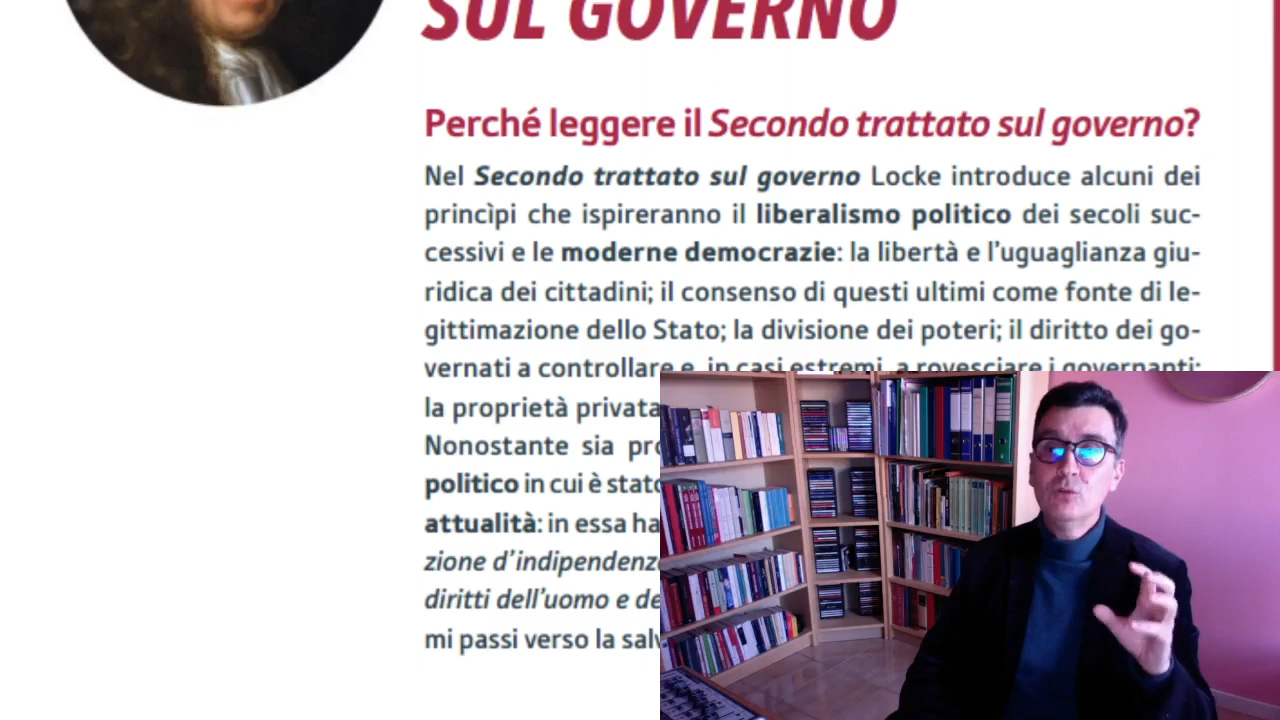 SUL GOVERNO
Perché leggere il Secondo trattato sul governo?
Nel Secondo trattato sul governo Locke introduce alcuni dei
princìpi che ispireranno il liberalismo politico dei secoli suc-
cessivi e le moderne democrazie: la libertà e l'uguaglianza giu-
ridica dei cittadini; il consenso di questi ultimi come fonte di le-
gittimazione dello Stato; la divisione dei poteri; il diritto dei go-
vernati a controllare e, in casi estremi, a rovesciare i governanti;
la proprietà privata
Nonostante sia pro
politico in cui è stato
attualità: in essa ha
zione d'indipendenz
diritti dell'uomo e de
mi passi verso la salv